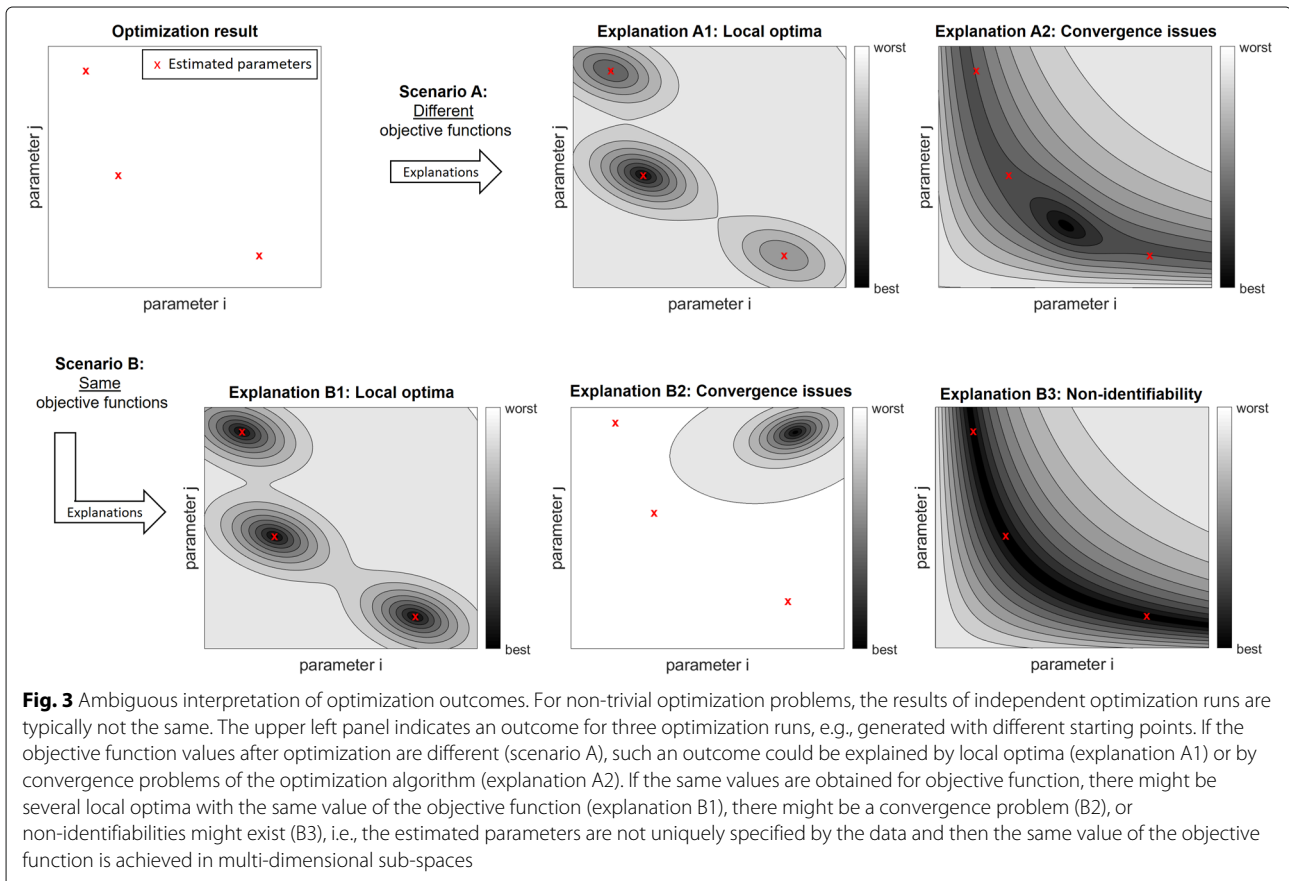 Optimization result
x Estimated parameters
parameter j
parameter i
Scenario A:
Different
objective functions
Explanations
Explanation A1: Local optima
worst
best
parameter j
parameter i
Explanation A2: Convergence issues
worst
best
parameter j
parameter i
Scenario B:
Same
objective functions
Explanations
Explanation B1: Local optima
worst
best
parameter j
parameter i
Explanation B2: Convergence issues
worst
best
parameter j
parameter i
Explanation B3: Non-identifiability
worst
best
parameter j
parameter i
Fig. 3 Ambiguous interpretation of optimization outcomes. For non-trivial optimization problems, the results of independent optimization runs are
typically not the same. The upper left panel indicates an outcome for three optimization runs, e.g., generated with different starting points. If the
objective function values after optimization are different (scenario A), such an outcome could be explained by local optima (explanation A1) or by
convergence problems of the optimization algorithm (explanation A2). If the same values are obtained for objective function, there might be
several local optima with the same value of the objective function (explanation B1), there might be a convergence problem (B2), or
non-identifiabilities might exist (B3), i.e., the estimated parameters are not uniquely specified by the data and then the same value of the objective
function is achieved in multi-dimensional sub-spaces